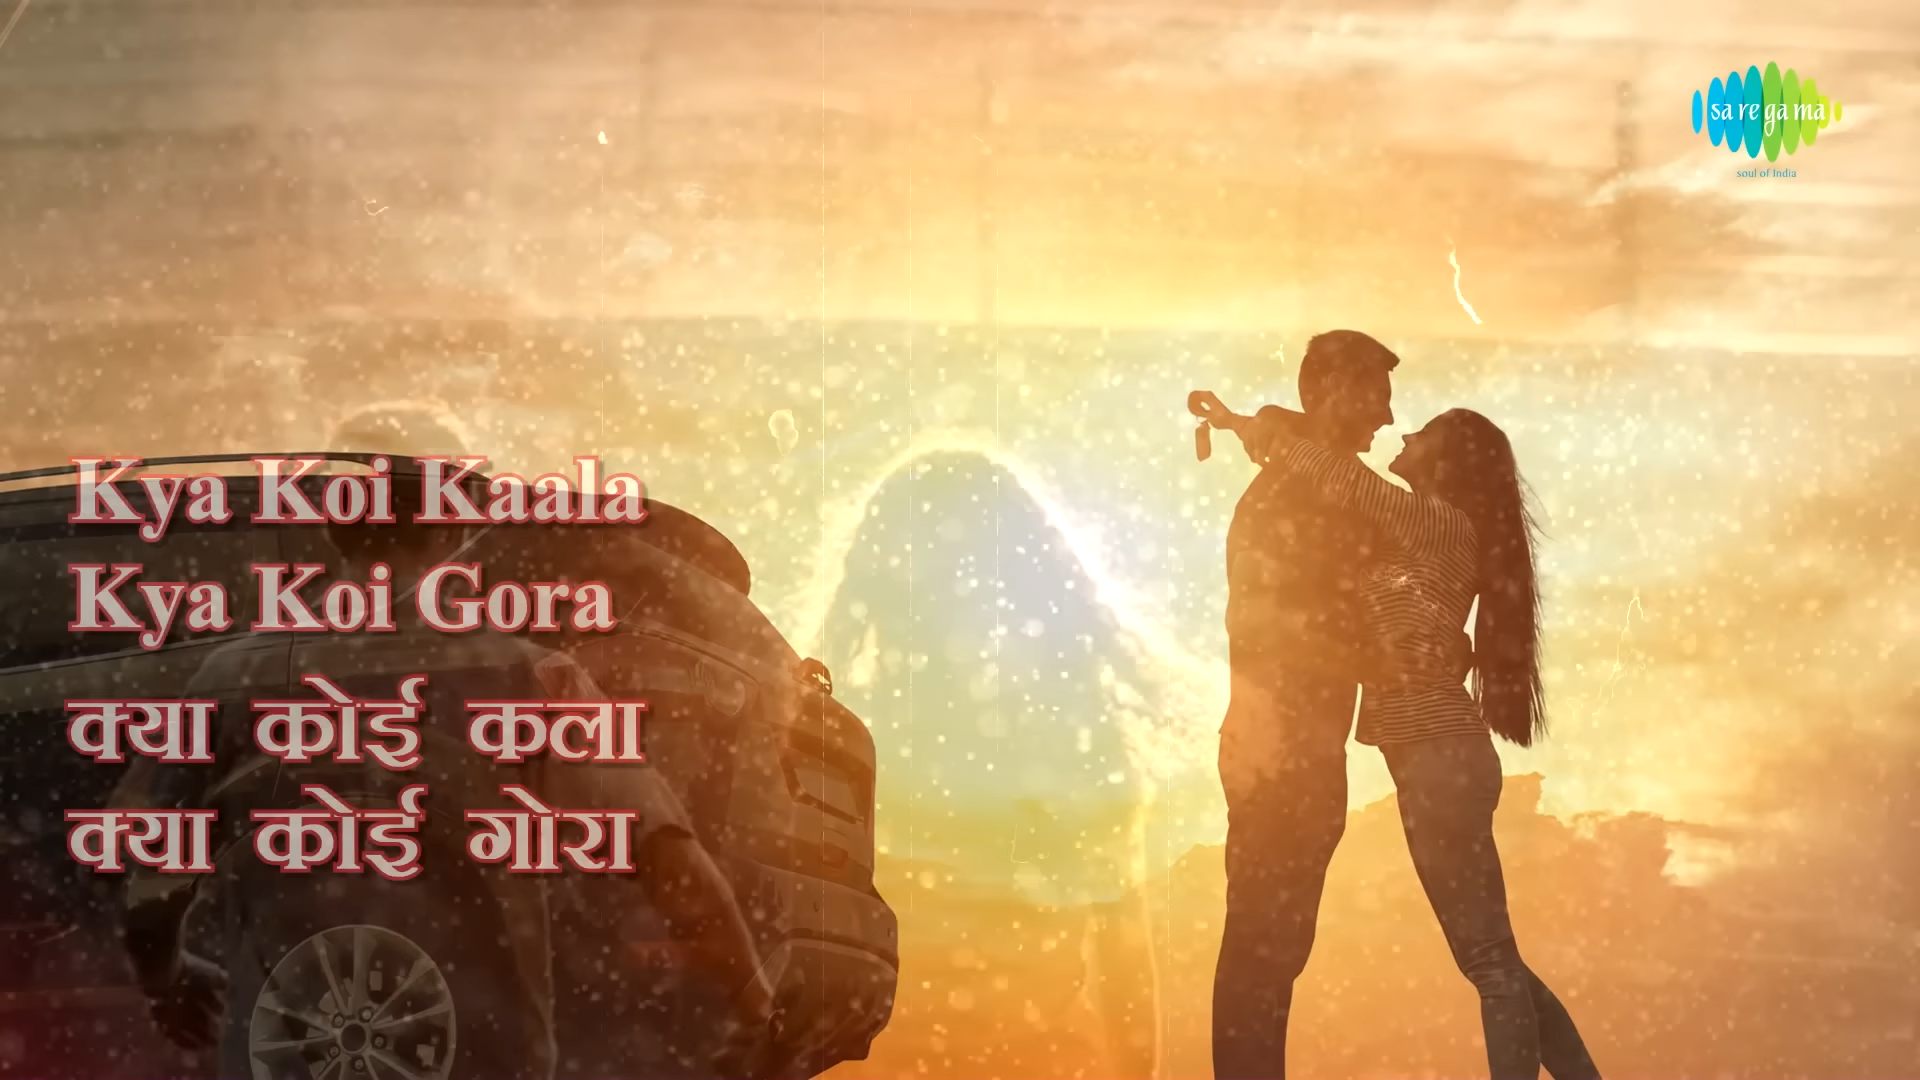 sa re ga ma
soul of India
Kya Koi Kaala
Kya Koi Gora
क्या कोई कला
क्या कोई गोरा